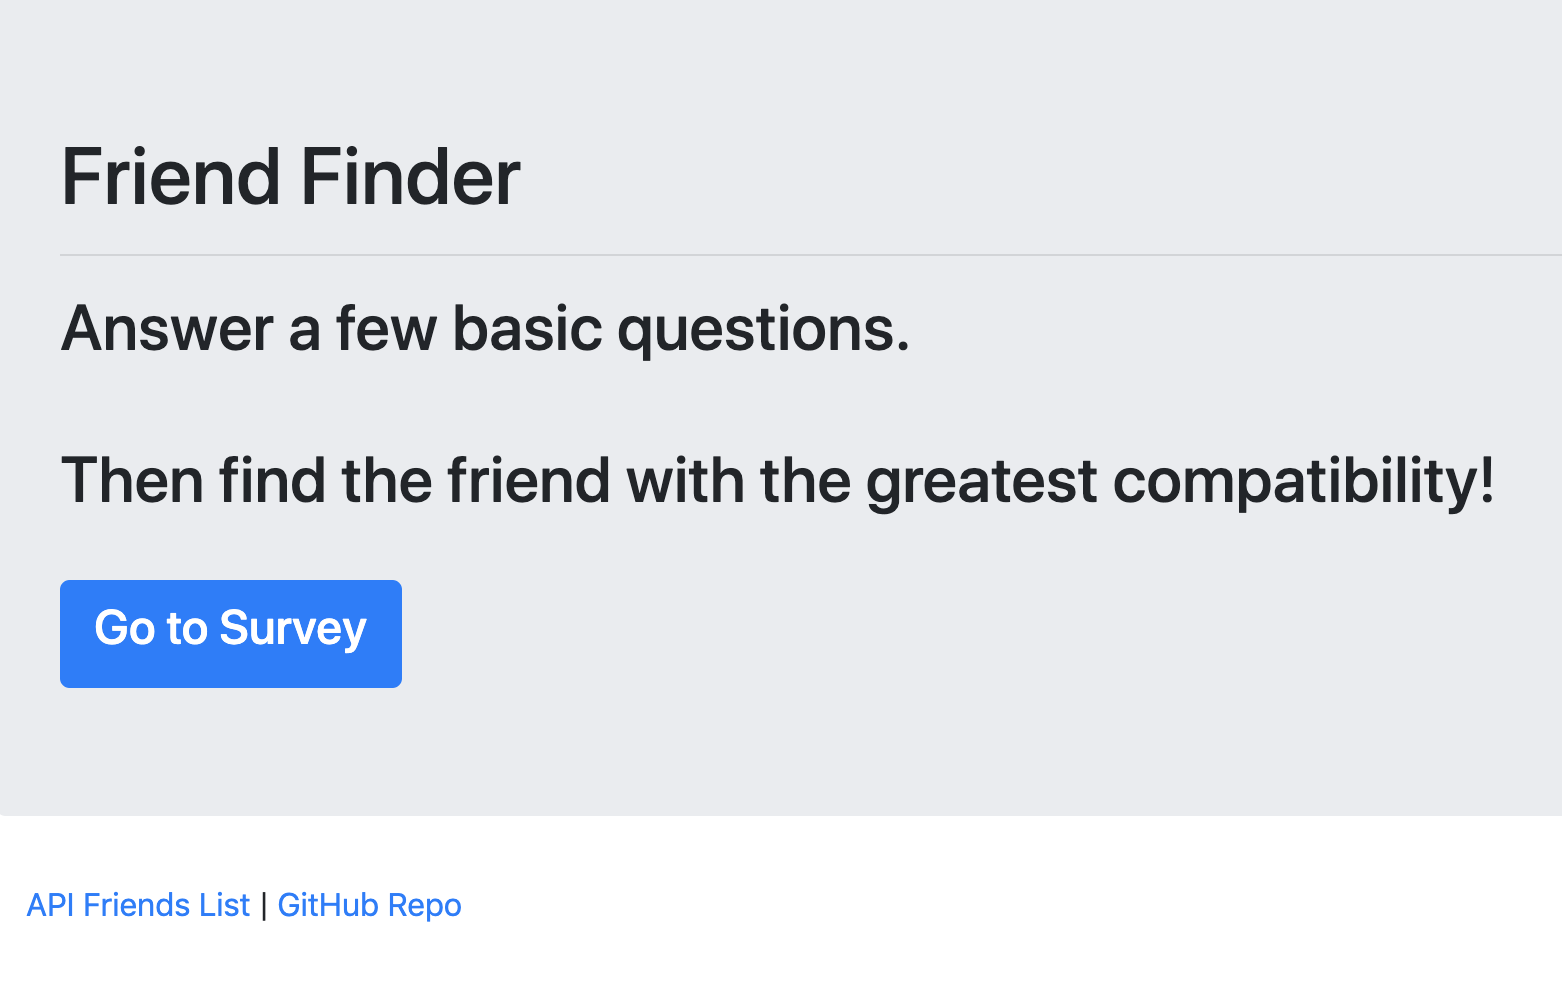 Friend Finder
Answer a few basic questions.
Then find the friend with the greatest compatibility!
Go to Survey
API Friends List | GitHub Repo